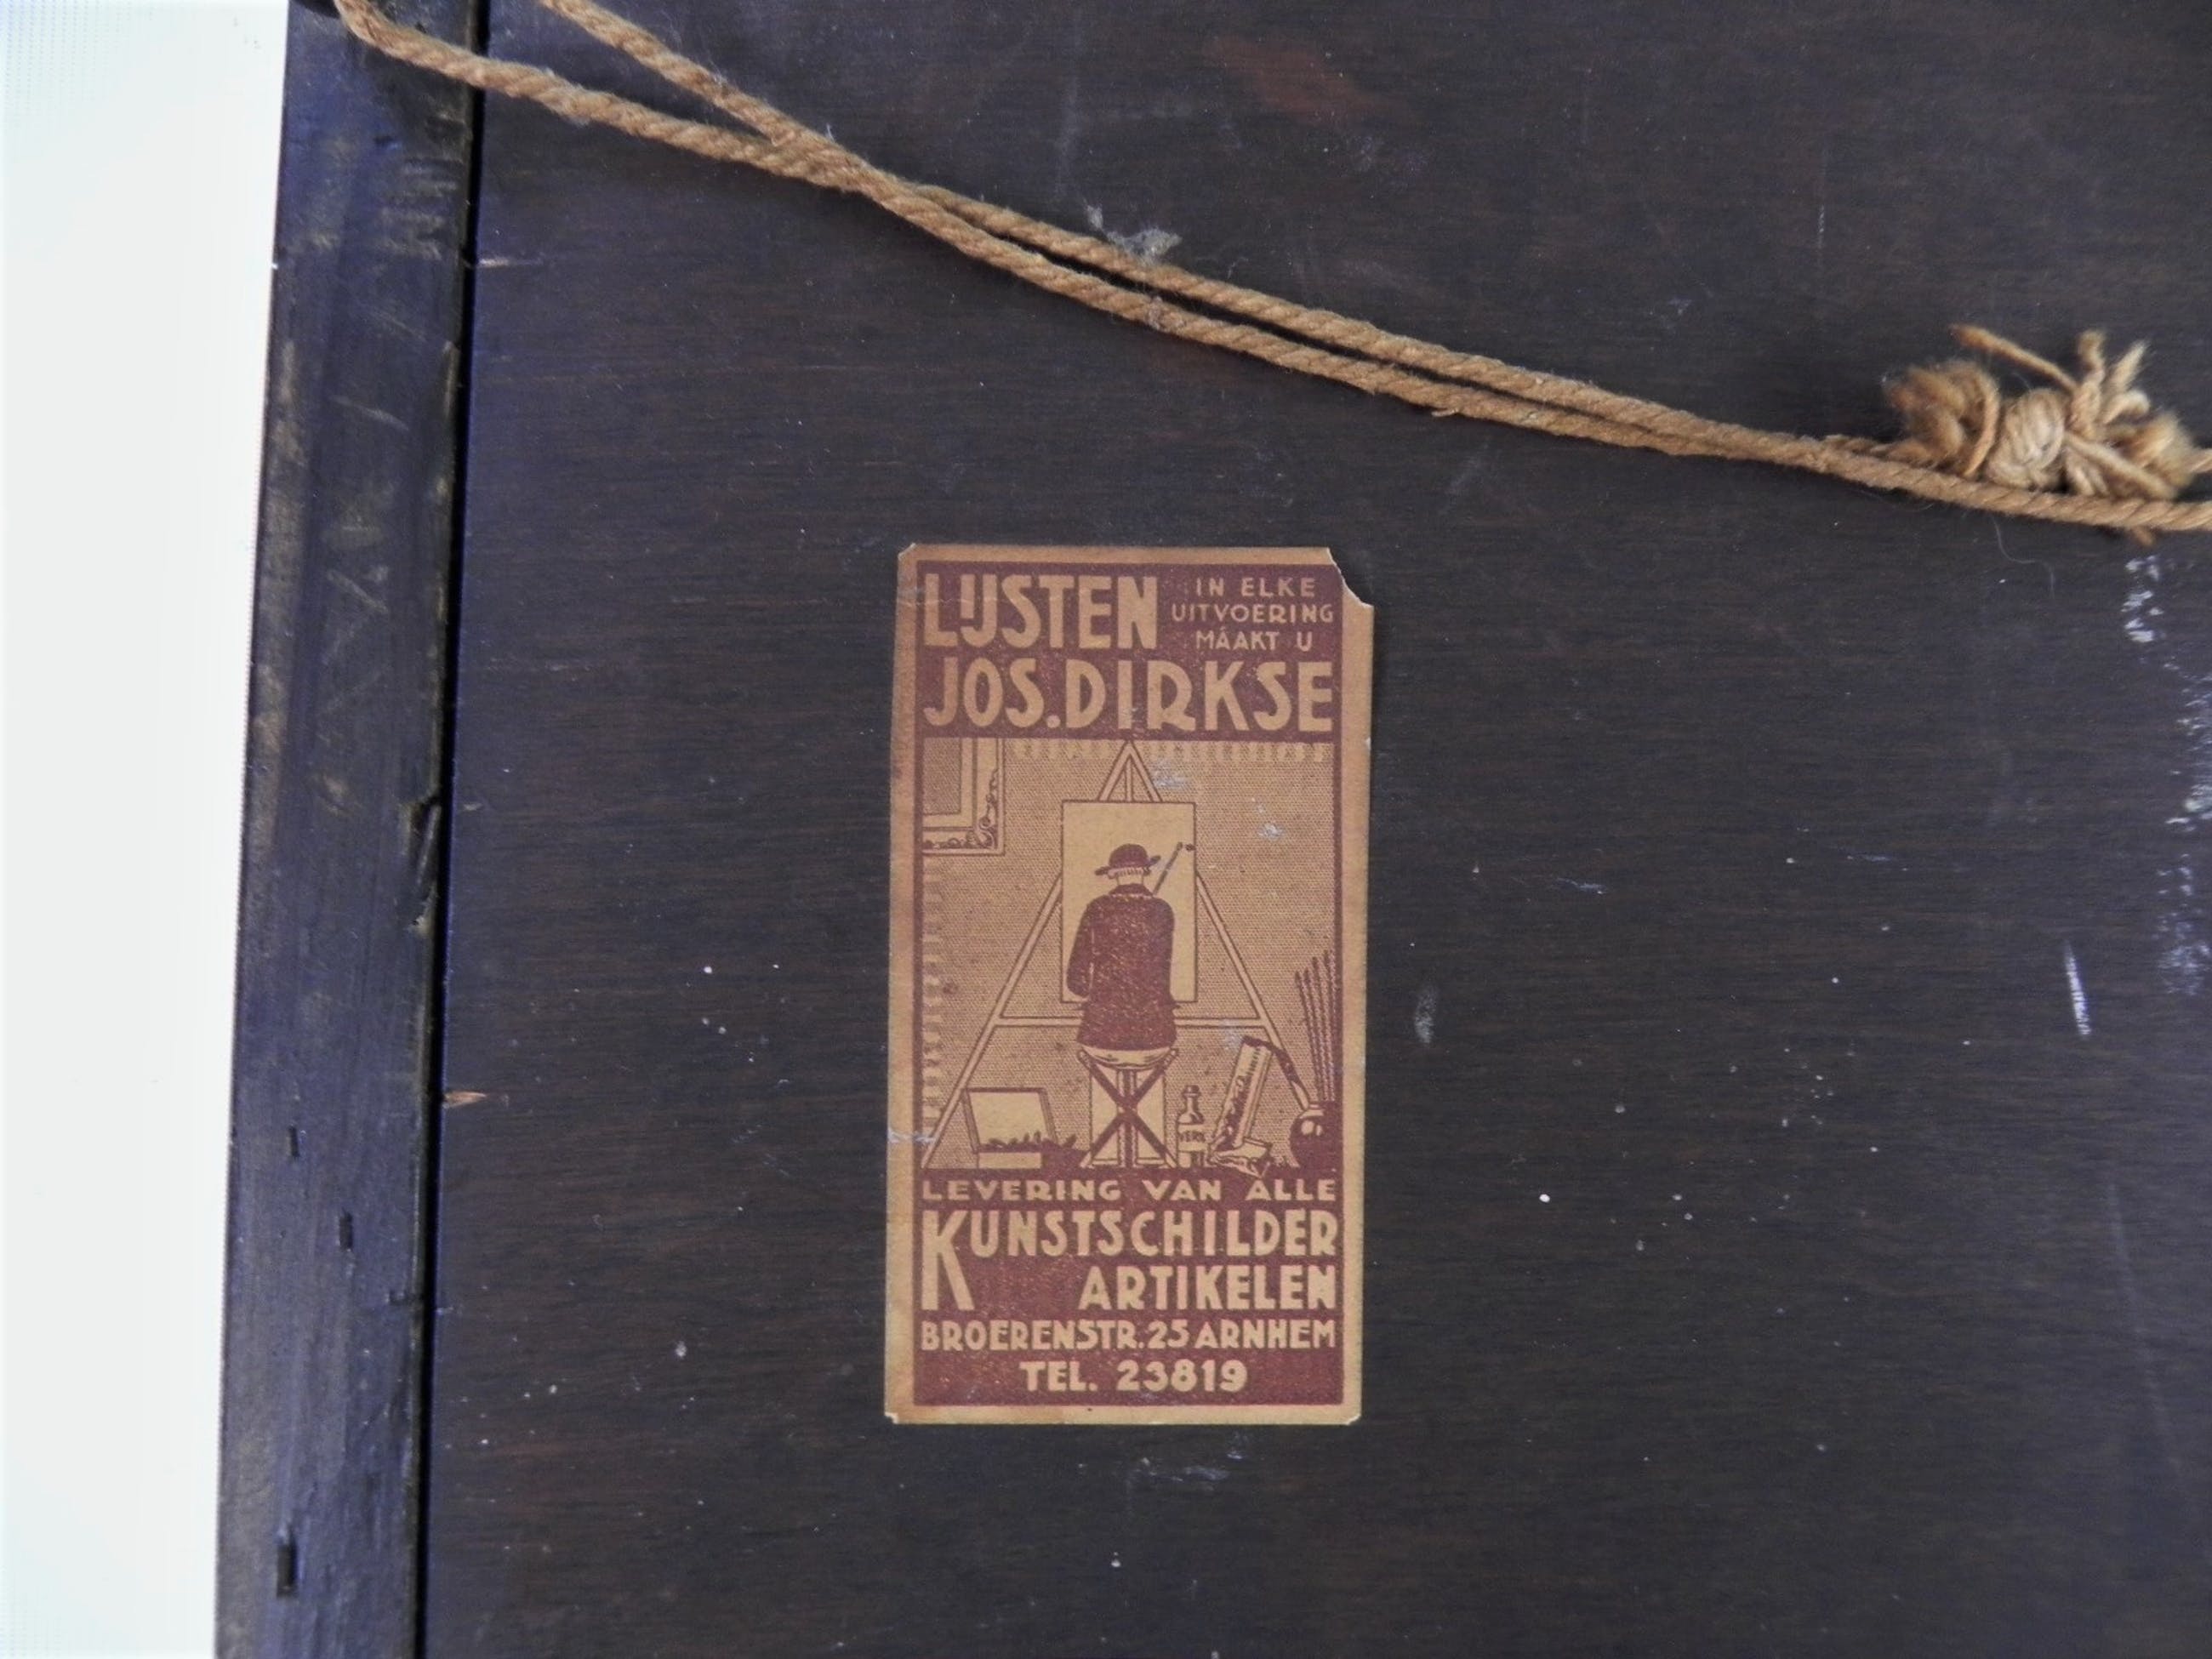 LIJSTEN
IN ELKE
UITVOERING
MAAKT U
JOS. DIRKSE
LEVERING VAN ALLE
KUNSTSCHILDER
ARTIKELEN
BROERENSTR. 25 ARNHEM
TEL. 23819